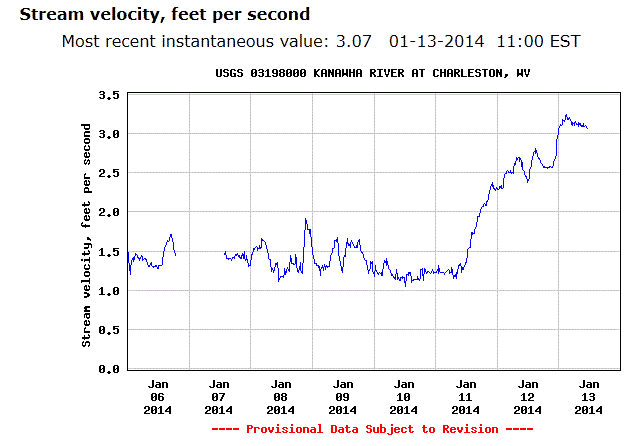 Stream velocity, feet per second
Most recent instantaneous value: 3.07 01-13-2014 11:00 EST
USGS 03198000 KANAWHA RIVER AT CHARLESTON, WV
Stream velocity, feet per second
3.5
3.0
2.5
2.0
1.5
1.0
0.5
0.0
Jan Jan Jan Jan Jan Jan Jan Jan
06 07 08 09 10 11 12 13
2014 2014 2014 2014 2014 2014 2014 2014
---- Provisional Data Subject to Revision ----